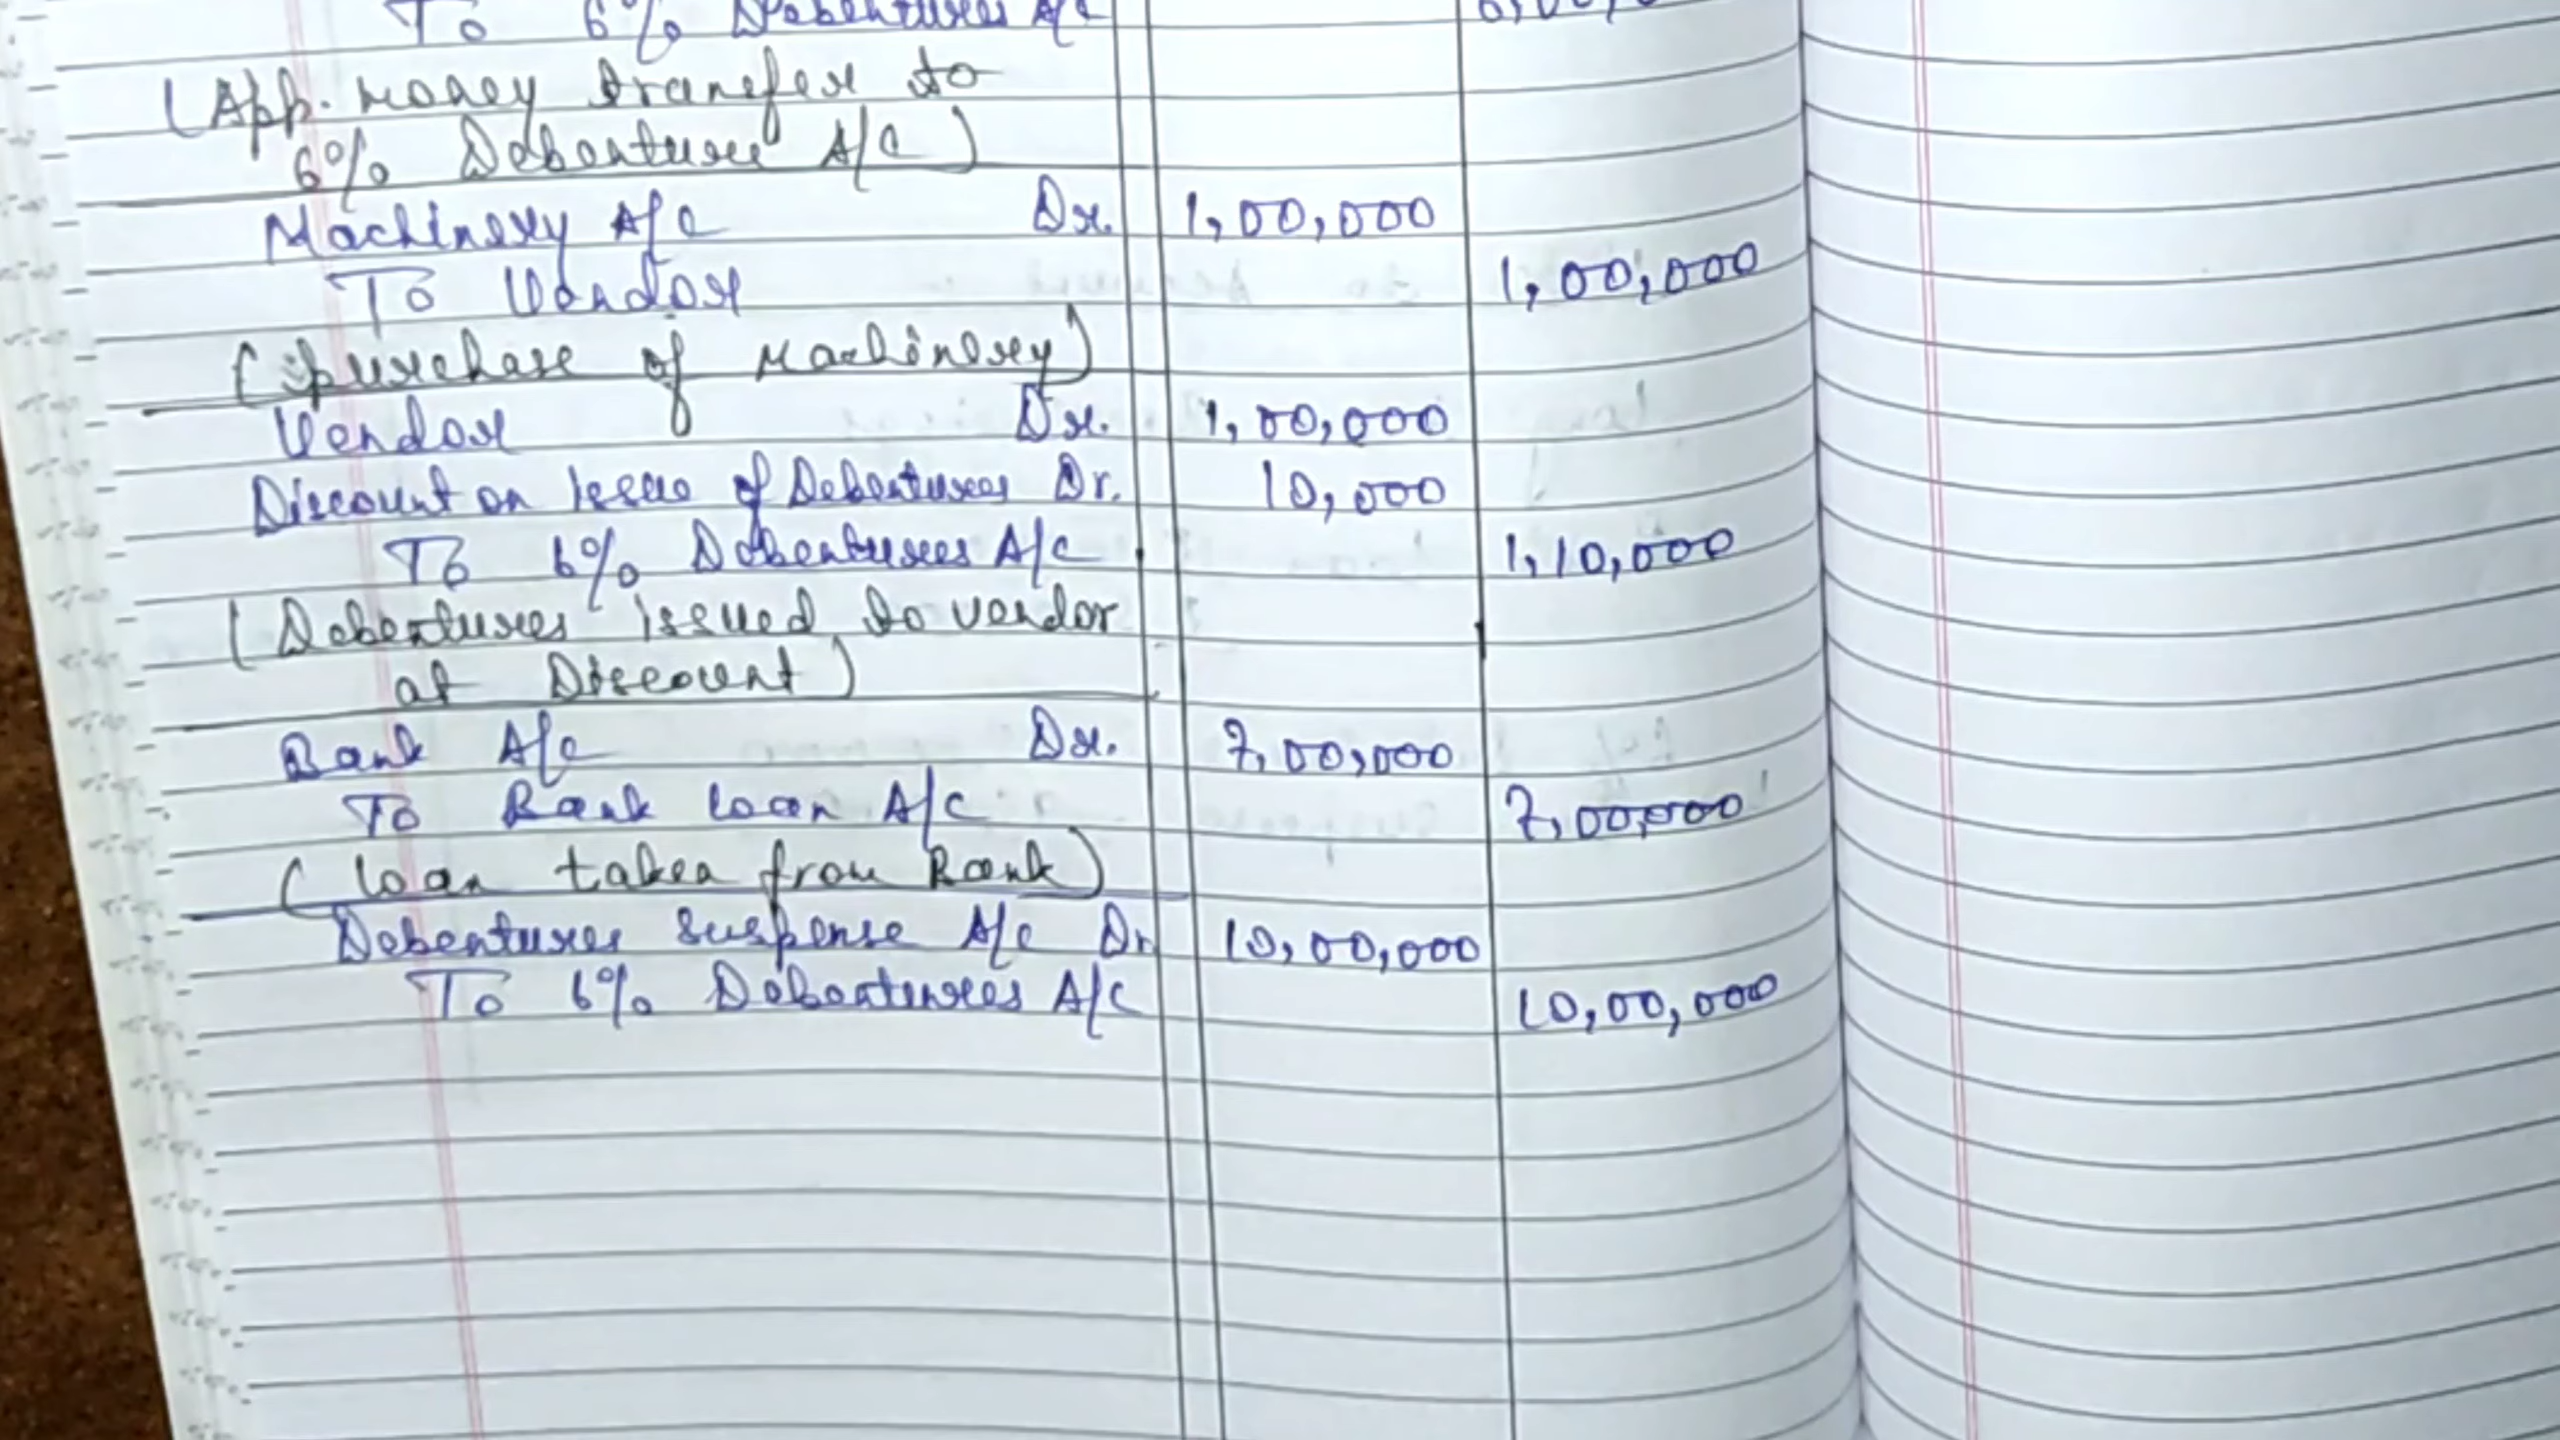 To 6% Debentures A/c
(App. money transfer to
6% Debentures A/c)
Machinery A/c Dr. 1,00,000
To Vendor 1,00,000
(purchase of Machinery)
Vendor Dr. 1,00,000
Discount on Issue of Debentures Dr. 10,000
To 6% Debentures A/c 1,10,000
(Debentures issued to vendor
at Discount)
Bank A/c Dr. 7,00,000
To Bank loan A/c 7,00,000
(loan taken from Bank)
Debentures Suspense A/c Dr 10,00,000
To 6% Debentures A/c 10,00,000